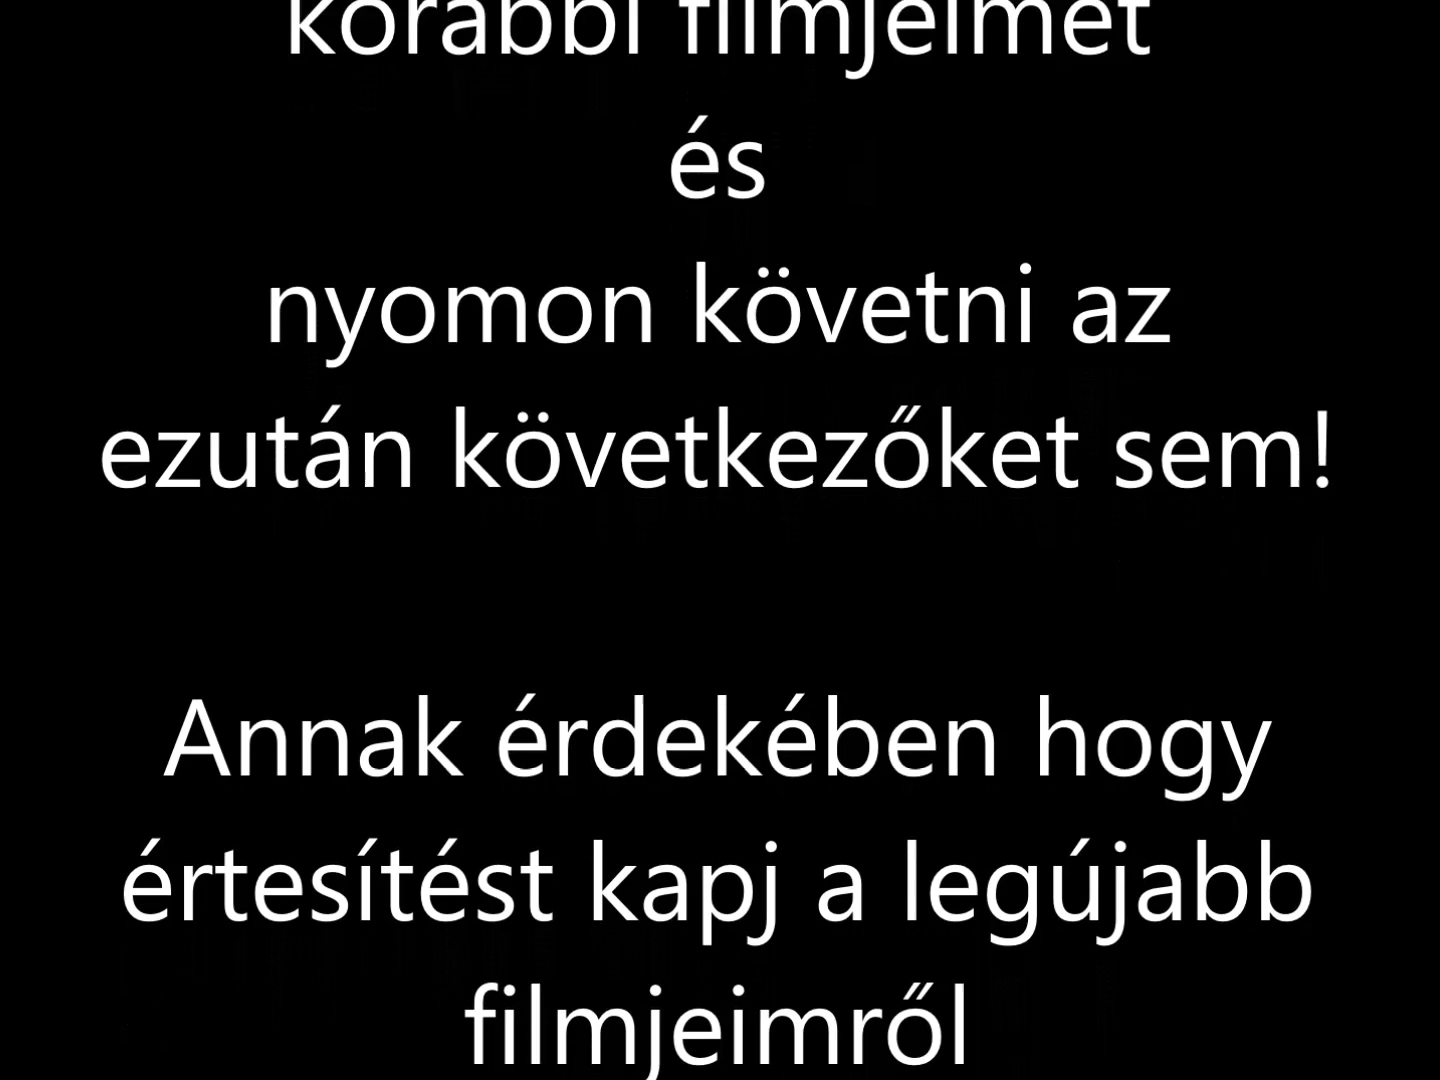 korábbi filmjeimet
és
nyomon követni az
ezután következőket sem!
Annak érdekében hogy
értesítést kapj a legújabb
filmjeimről